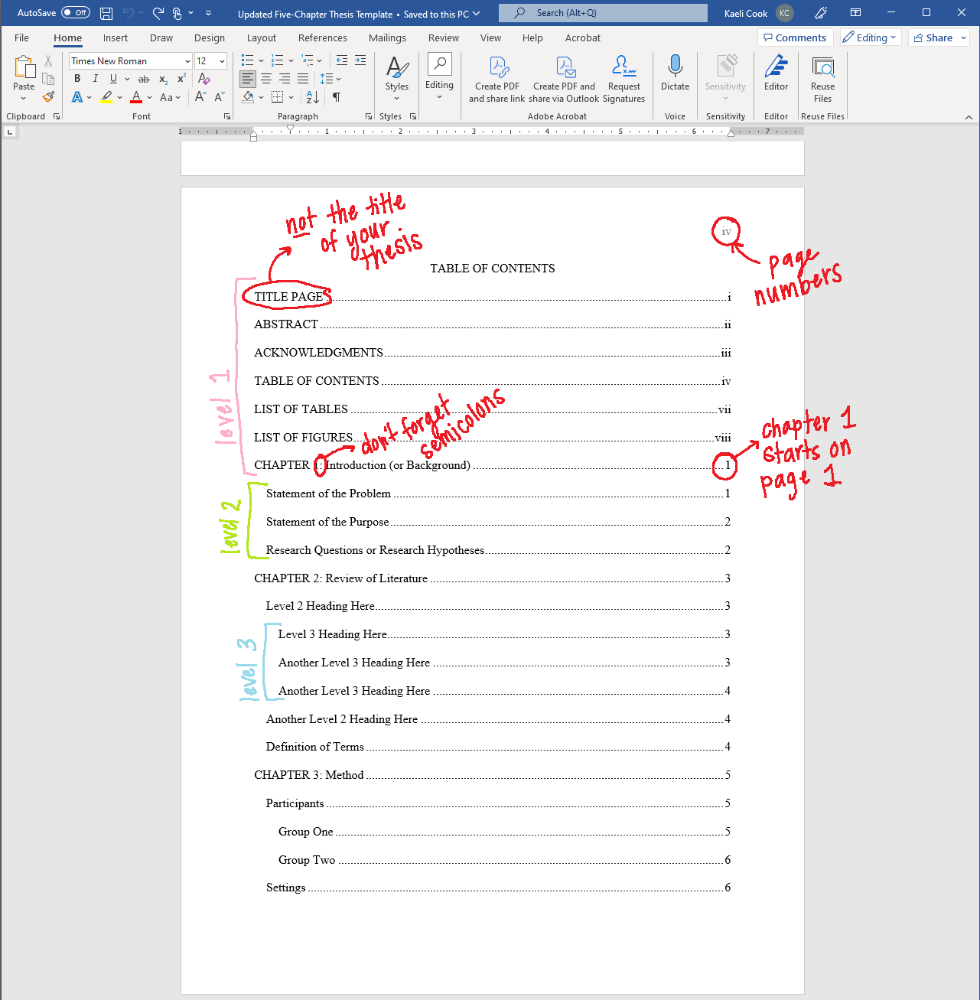 AutoSave Off Updated Five-Chapter Thesis Template • Saved to this PC Search (Alt+Q) Kaeli Cook KC
File Home Insert Draw Design Layout References Mailings Review View Help Acrobat Comments Editing Share
Times New Roman 12
Paste B I U ab x₂ x² A
A A Aa A A
Styles Editing Create PDF and share link Create PDF and share via Outlook Request Signatures Dictate Sensitivity Editor Reuse Files
Clipboard Font Paragraph Styles Adobe Acrobat Voice Sensitivity Editor Reuse Files
1 1 2 3 4 5 6 7
not the title
of your
thesis
iv
page
numbers
TABLE OF CONTENTS
level 1
TITLE PAGE i
ABSTRACT ii
ACKNOWLEDGMENTS iii
TABLE OF CONTENTS iv
LIST OF TABLES vii
don't forget
semicolons
LIST OF FIGURES viii
chapter 1
starts on
page 1
CHAPTER 1: Introduction (or Background) 1
level 2
Statement of the Problem 1
Statement of the Purpose 2
Research Questions or Research Hypotheses 2
CHAPTER 2: Review of Literature 3
Level 2 Heading Here 3
level 3
Level 3 Heading Here 3
Another Level 3 Heading Here 3
Another Level 3 Heading Here 4
Another Level 2 Heading Here 4
Definition of Terms 4
CHAPTER 3: Method 5
Participants 5
Group One 5
Group Two 6
Settings 6